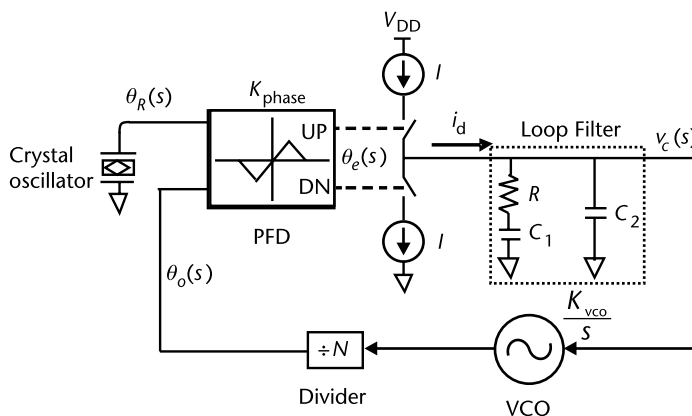 V_DD
I
K_phase
θ_R(s)
UP
i_d
Loop Filter
v_c(s)
Crystal
oscillator
θ_e(s)
DN
R
C_1
C_2
PFD
I
θ_o(s)
K_vco
s
÷N
Divider
VCO